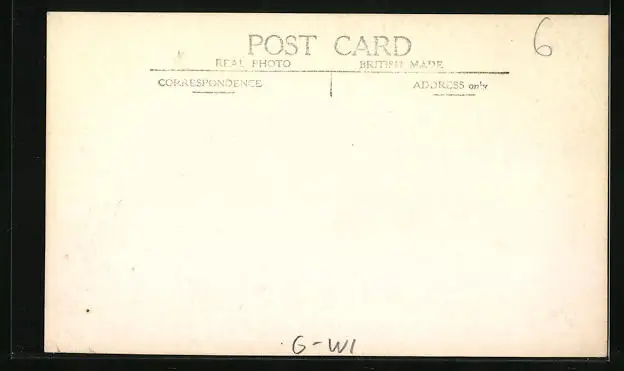 6
POST CARD
REAL PHOTO BRITISH MADE
CORRESPONDENCE ADDRESS only
G-WI